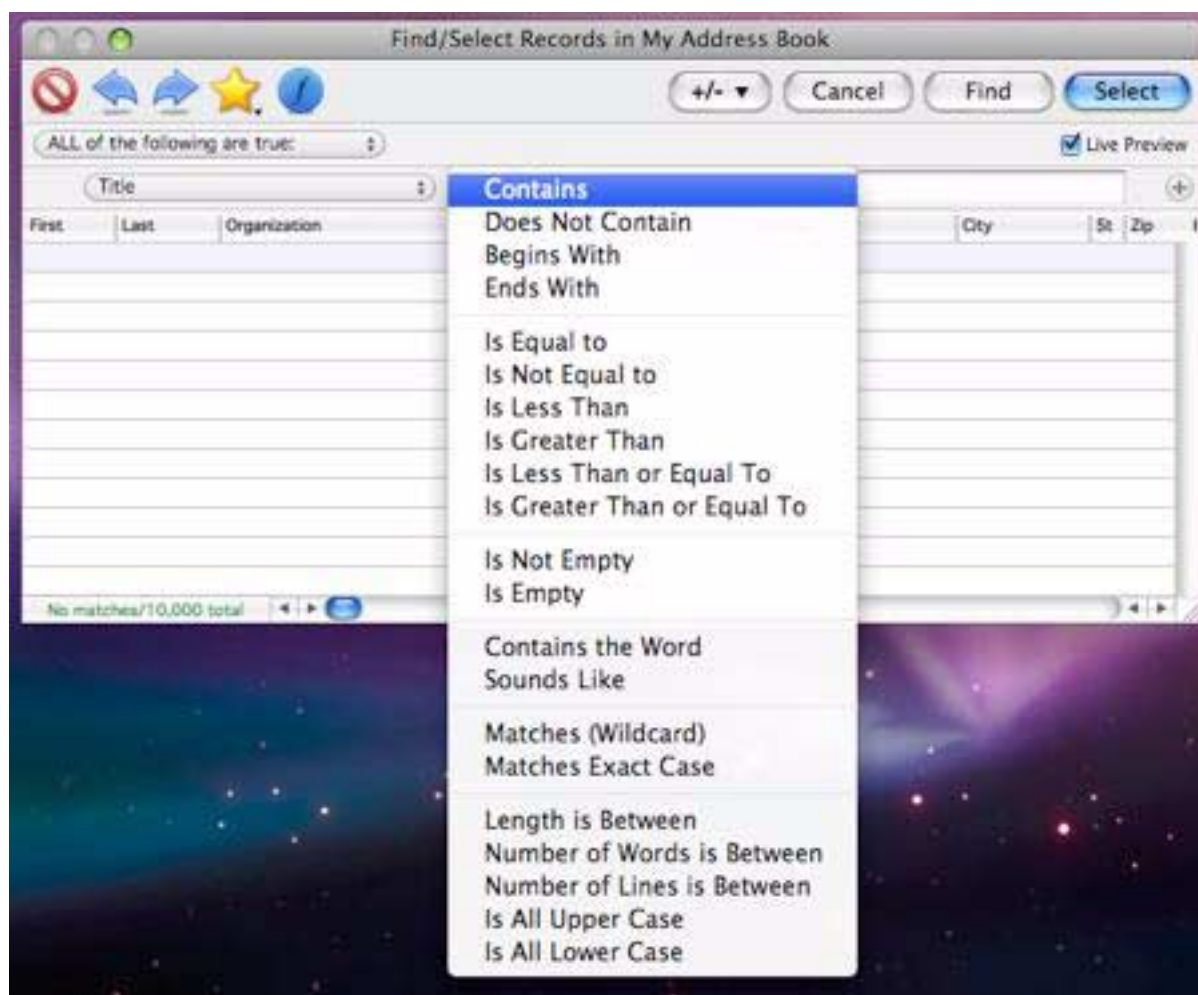 Find/Select Records in My Address Book
+/- ▼ Cancel Find Select
ALL of the following are true: Live Preview
Title
First Last Organization City St Zip
Contains
Does Not Contain
Begins With
Ends With
Is Equal to
Is Not Equal to
Is Less Than
Is Greater Than
Is Less Than or Equal To
Is Greater Than or Equal To
Is Not Empty
Is Empty
No matches/10,000 total
Contains the Word
Sounds Like
Matches (Wildcard)
Matches Exact Case
Length is Between
Number of Words is Between
Number of Lines is Between
Is All Upper Case
Is All Lower Case